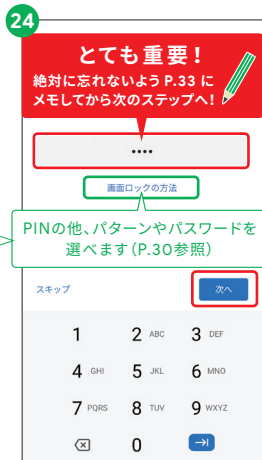 24
とても重要!
絶対に忘れないよう P.33 に
メモしてから次のステップへ!
••••
画面ロックの方法
PINの他、パターンやパスワードを
選べます(P.30参照)
スキップ 次へ
1 2 ABC 3 DEF
4 GHI 5 JKL 6 MNO
7 PQRS 8 TUV 9 WXYZ
0